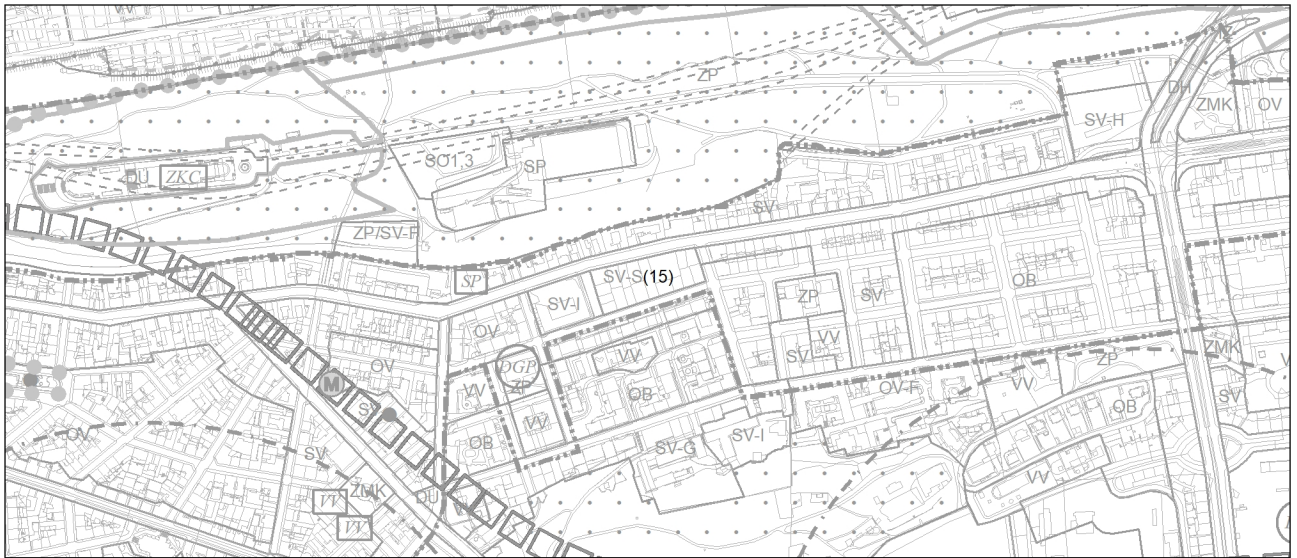 ZP
DH
ZMK
OV
SV-H
SO1.3
SP
DU
ZKC
SV
ZP/SV-F
SP
SV-S(15)
OB
ZP
SV
SV-I
OV
VV
SV
VV
DGP
ZP
ZMK
ZP
OV
M
VV
OB
VV
OV-F
SV
SV
OB
VV
OB
SV-I
SV-G
OV
SV
VV
ZMK
DU
VV
VV